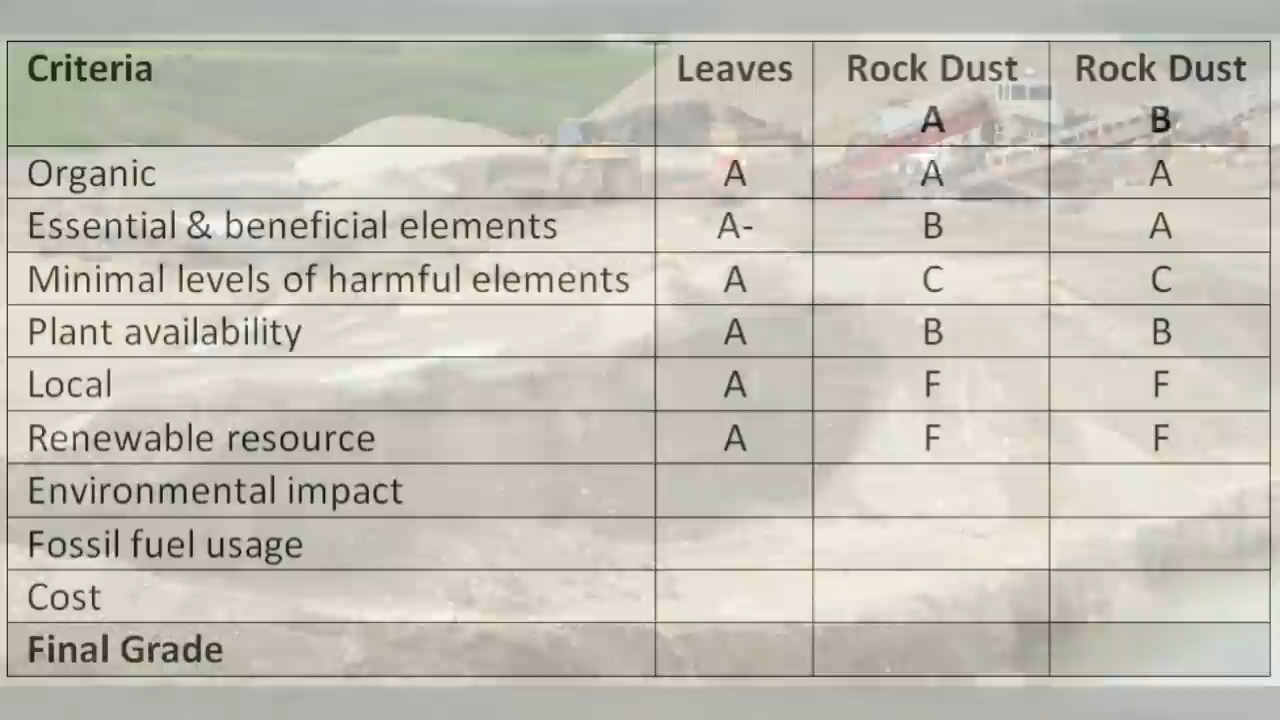 Criteria Leaves Rock Dust A Rock Dust B
Organic A A A
Essential & beneficial elements A- B A
Minimal levels of harmful elements A C C
Plant availability A B B
Local A F F
Renewable resource A F F
Environmental impact
Fossil fuel usage
Cost
Final Grade